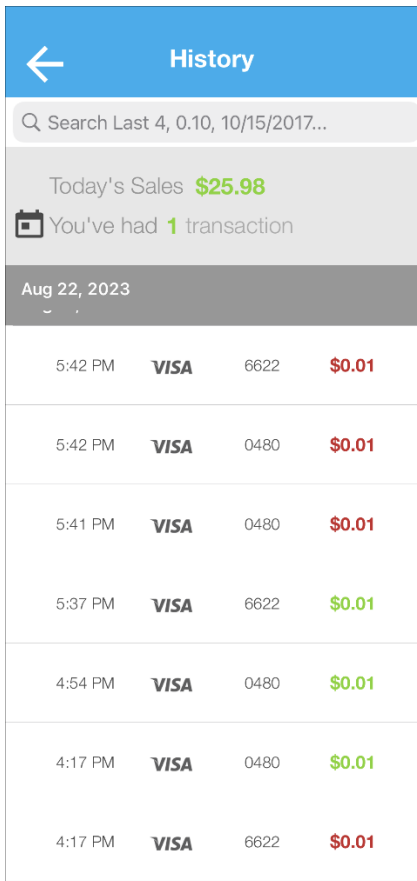 History
Search Last 4, 0.10, 10/15/2017...
Today's Sales $25.98
You've had 1 transaction
Aug 22, 2023
5:42 PM VISA 6622 $0.01
5:42 PM VISA 0480 $0.01
5:41 PM VISA 0480 $0.01
5:37 PM VISA 6622 $0.01
4:54 PM VISA 0480 $0.01
4:17 PM VISA 0480 $0.01
4:17 PM VISA 6622 $0.01